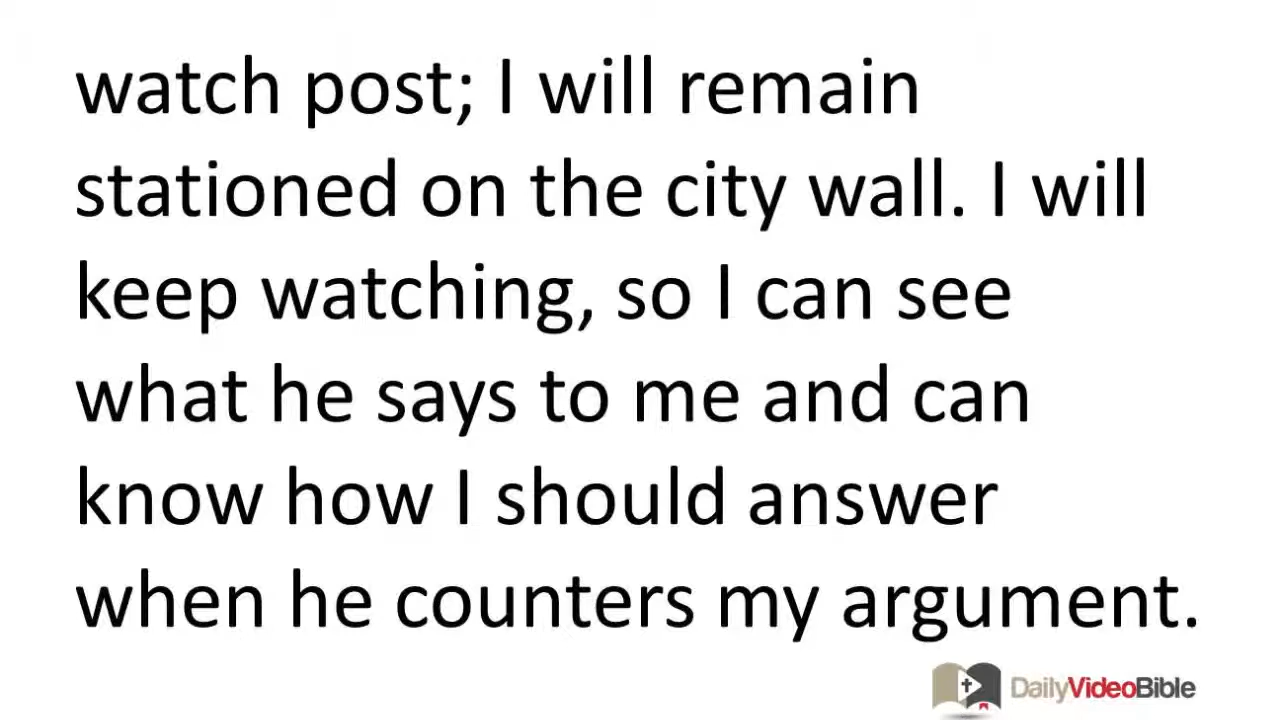 watch post; I will remain
stationed on the city wall. I will
keep watching, so I can see
what he says to me and can
know how I should answer
when he counters my argument.
DailyVideoBible